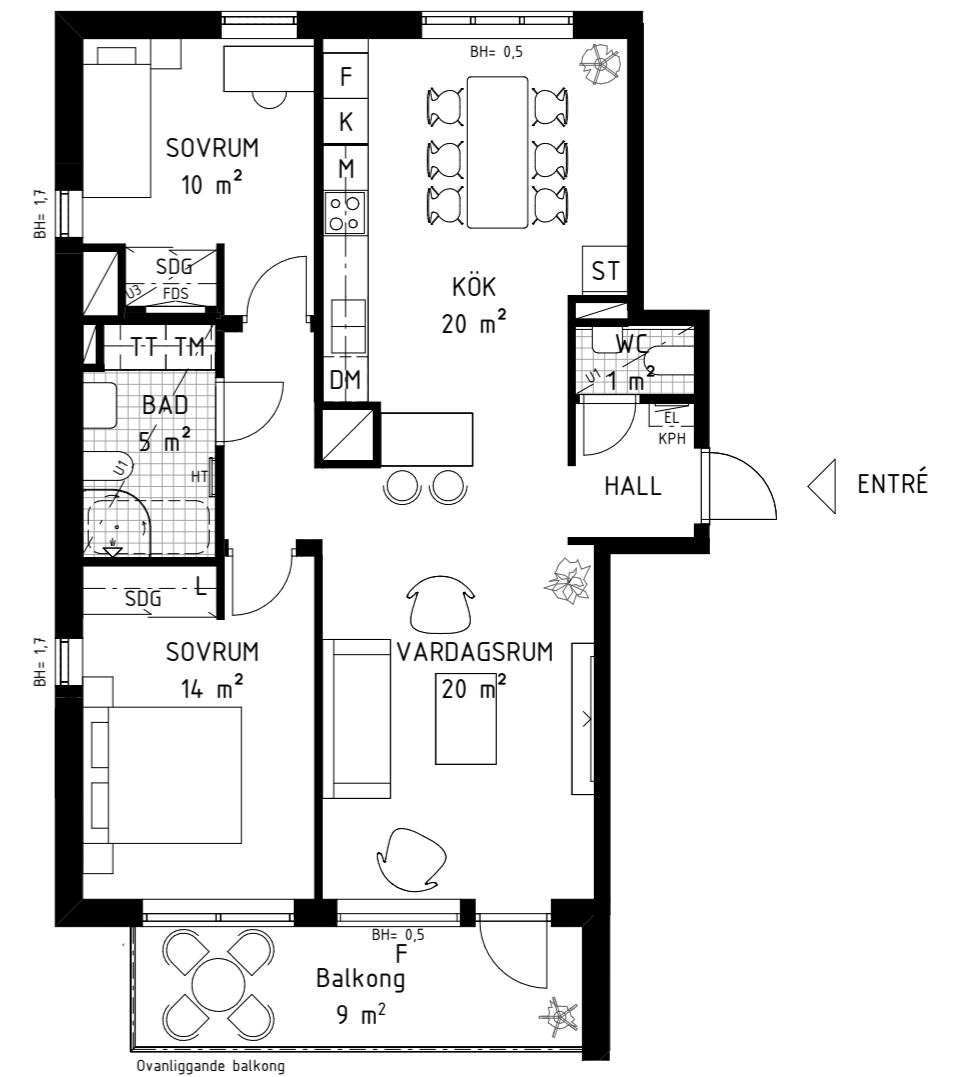 BH= 0,5
F
K
SOVRUM
10 m²
M
BH= 1,7
SDG
U3
FDS
ST
KÖK
20 m²
TT TM
WC
U1
1 m²
DM
BAD
5 m²
EL
KPH
U1
HT
HALL
ENTRÉ
L
SDG
BH= 1,7
SOVRUM
14 m²
VARDAGSRUM
20 m²
BH= 0,5
F
Balkong
9 m²
Ovanliggande balkong